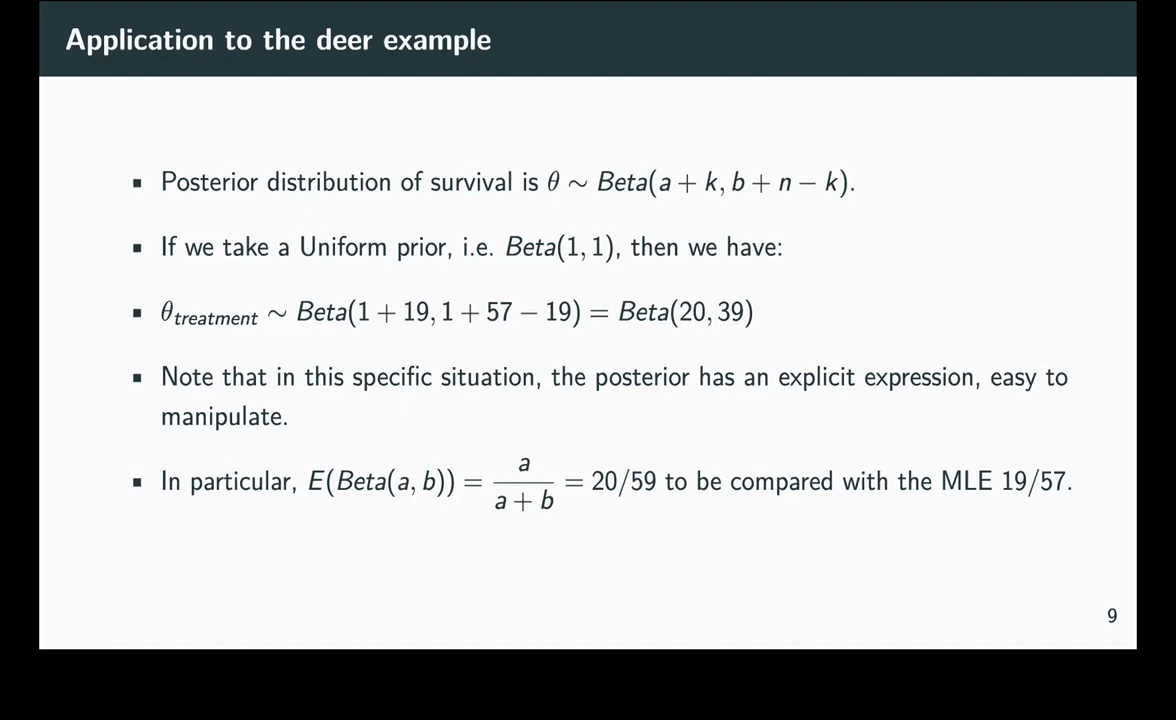 Application to the deer example
▪ Posterior distribution of survival is θ ∼ Beta(a + k, b + n − k).
▪ If we take a Uniform prior, i.e. Beta(1, 1), then we have:
▪ θ_treatment ∼ Beta(1 + 19, 1 + 57 − 19) = Beta(20, 39)
▪ Note that in this specific situation, the posterior has an explicit expression, easy to
manipulate.
▪ In particular, E(Beta(a, b)) = a/(a + b) = 20/59 to be compared with the MLE 19/57.
9